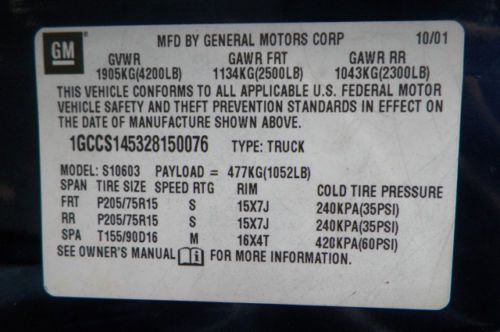 GM
MFD BY GENERAL MOTORS CORP 10/01
GVWR GAWR FRT GAWR RR
1905KG(4200LB) 1134KG(2500LB) 1043KG(2300LB)
THIS VEHICLE CONFORMS TO ALL APPLICABLE U.S. FEDERAL MOTOR
VEHICLE SAFETY AND THEFT PREVENTION STANDARDS IN EFFECT ON
THE DATE OF MANUFACTURE SHOWN ABOVE.
1GCCS145328150076 TYPE: TRUCK
MODEL: S10603 PAYLOAD = 477KG(1052LB)
SPAN TIRE SIZE SPEED RTG RIM COLD TIRE PRESSURE
FRT P205/75R15 S 15X7J 240KPA(35PSI)
RR P205/75R15 S 15X7J 240KPA(35PSI)
SPA T155/90D16 M 16X4T 420KPA(60PSI)
SEE OWNER'S MANUAL i FOR MORE INFORMATION.